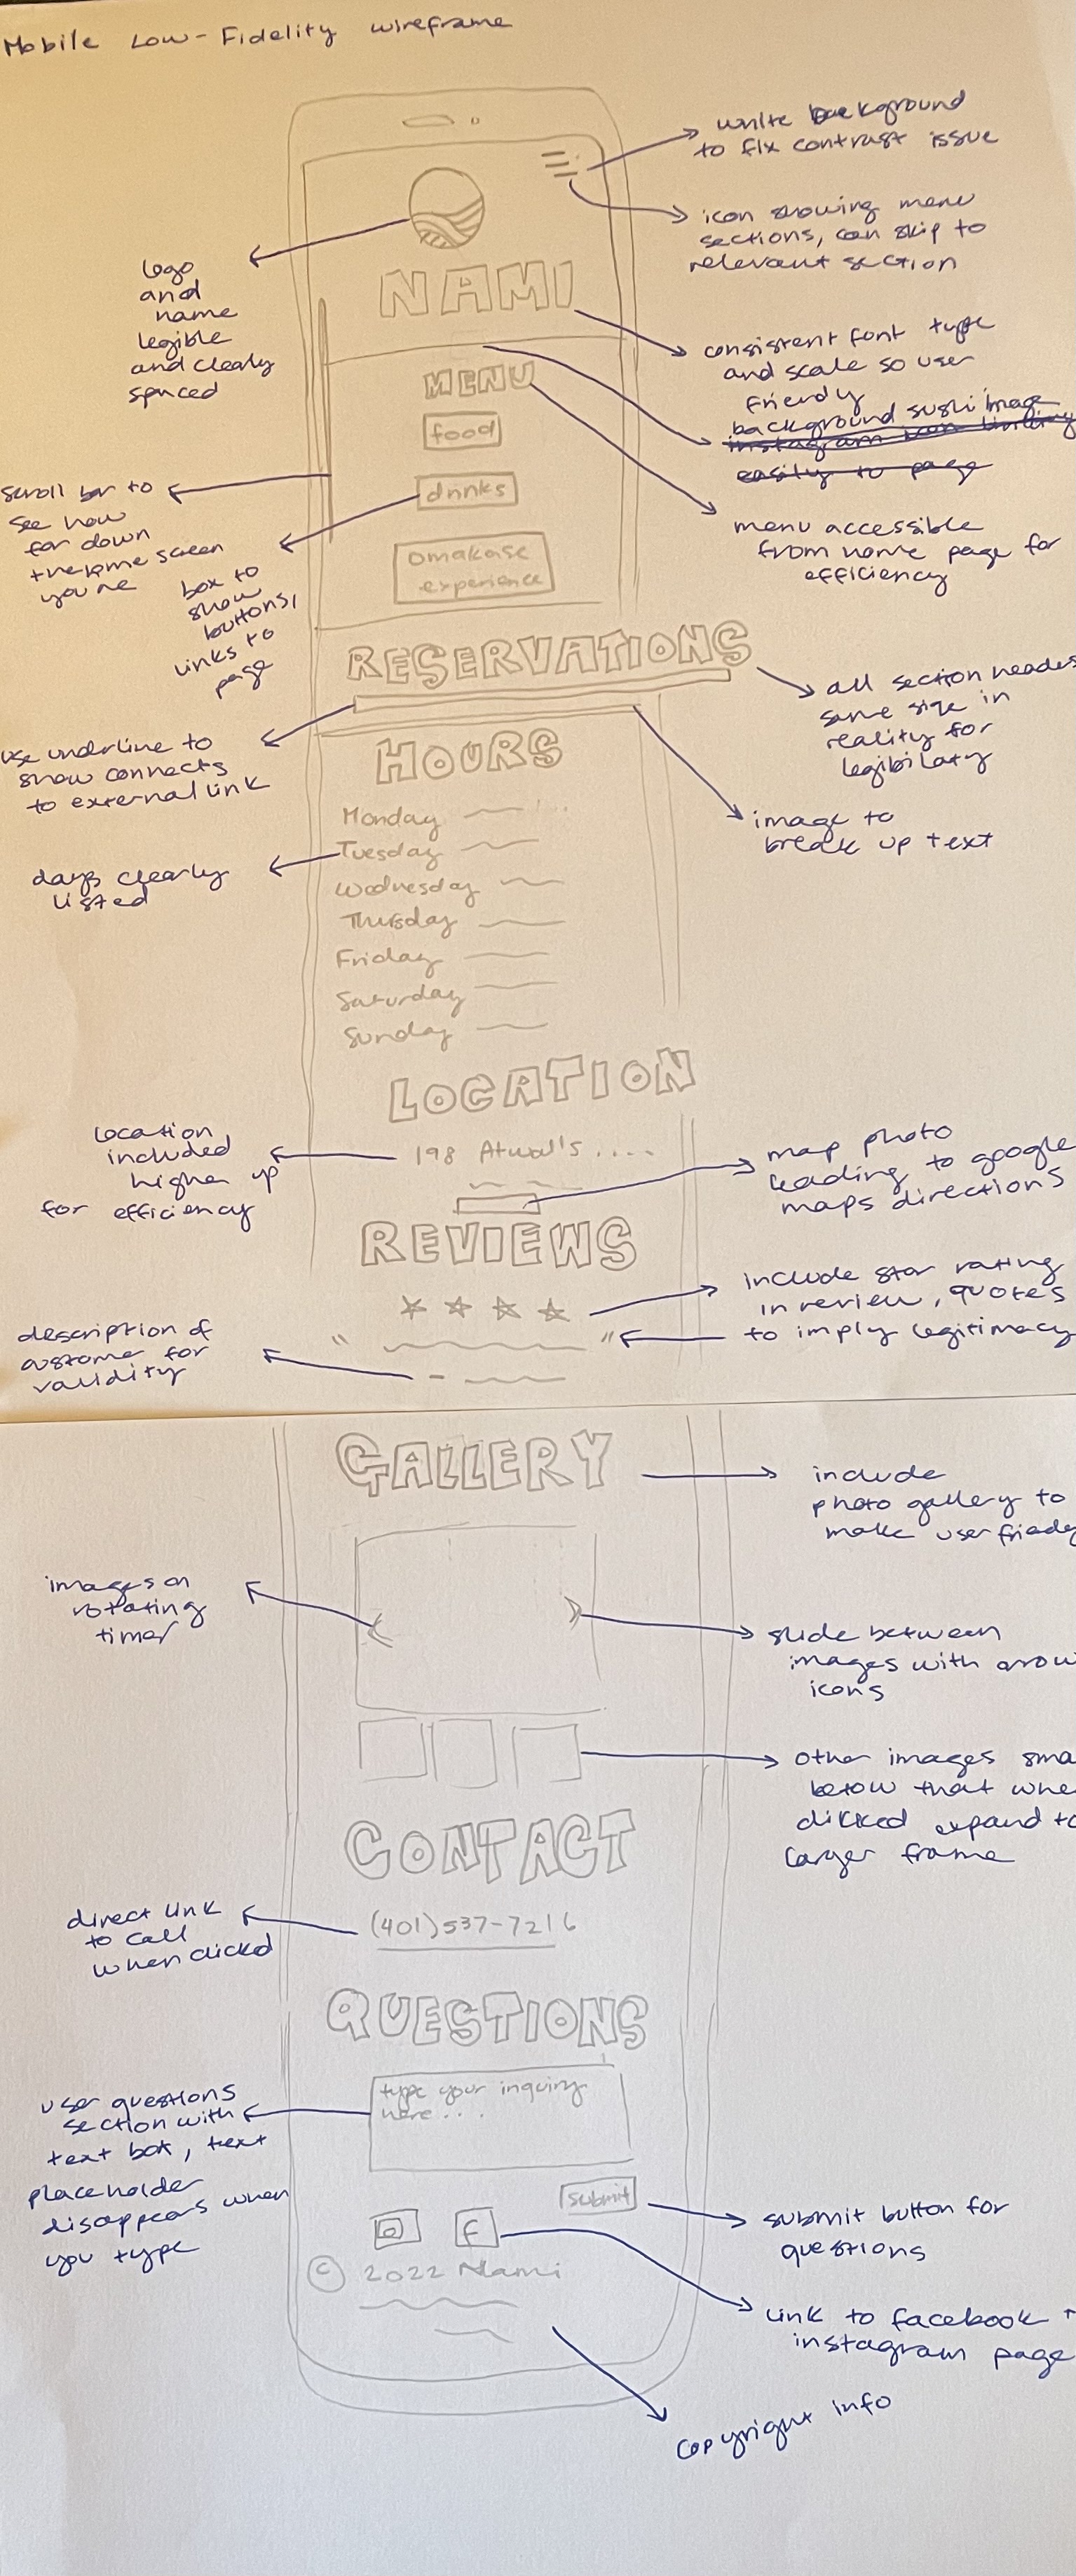 Mobile Low-Fidelity wireframe
white background
to fix contrast issue
icon showing menu
sections, can skip to
relevant section
logo
and
name
legible
and clearly
spaced
NAMI
consistent font type
and scale so user
friendly
background sushi image
instagram icon linking
easily to page
MENU
food
drinks
omakase
experience
scroll bar to
see how
far down
the home screen
you're
box to
show
buttons,
links to
page
menu accessible
from home page for
efficiency
RESERVATIONS
all section headers
same size in
reality for
legibilaty
use underline to
show connects
to external link
image to
break up text
HOURS
Monday
Tuesday
Wednesday
Thursday
Friday
Saturday
Sunday
days clearly
listed
LOCATION
198 Atwell's ....
location
included
higher up
for efficiency
map photo
leading to google
maps directions
REVIEWS
include star rating
in review, quotes
to imply legitimacy
" "
description of
customer for
validity
GALLERY
include
photo gallery to
make user friendly
images on
rotating
timer
slide between
images with arrow
icons
other images sma
below that whe
clicked expand to
larger frame
CONTACT
(401)537-7216
direct link
to call
when clicked
QUESTIONS
type your inquiry
here...
user questions
section with
text box, text
placeholder
disappears when
you type
submit
submit button for
questions
f
© 2022 Nami
link to facebook +
instagram page
copyright info